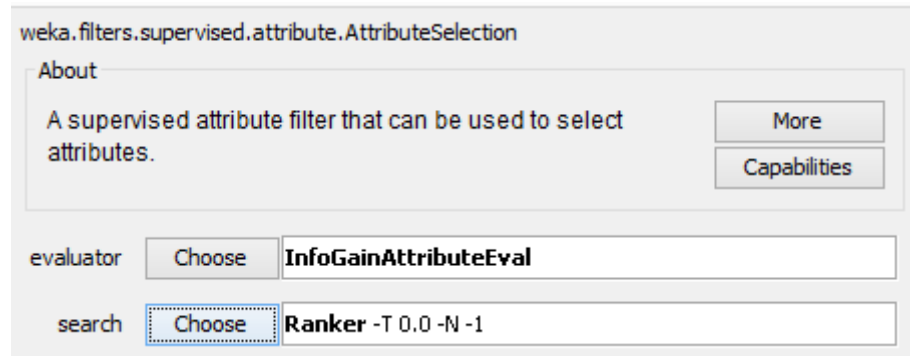 weka.filters.supervised.attribute.AttributeSelection
About
A supervised attribute filter that can be used to select
attributes.
More
Capabilities
evaluator Choose InfoGainAttributeEval
search Choose Ranker -T 0.0 -N -1